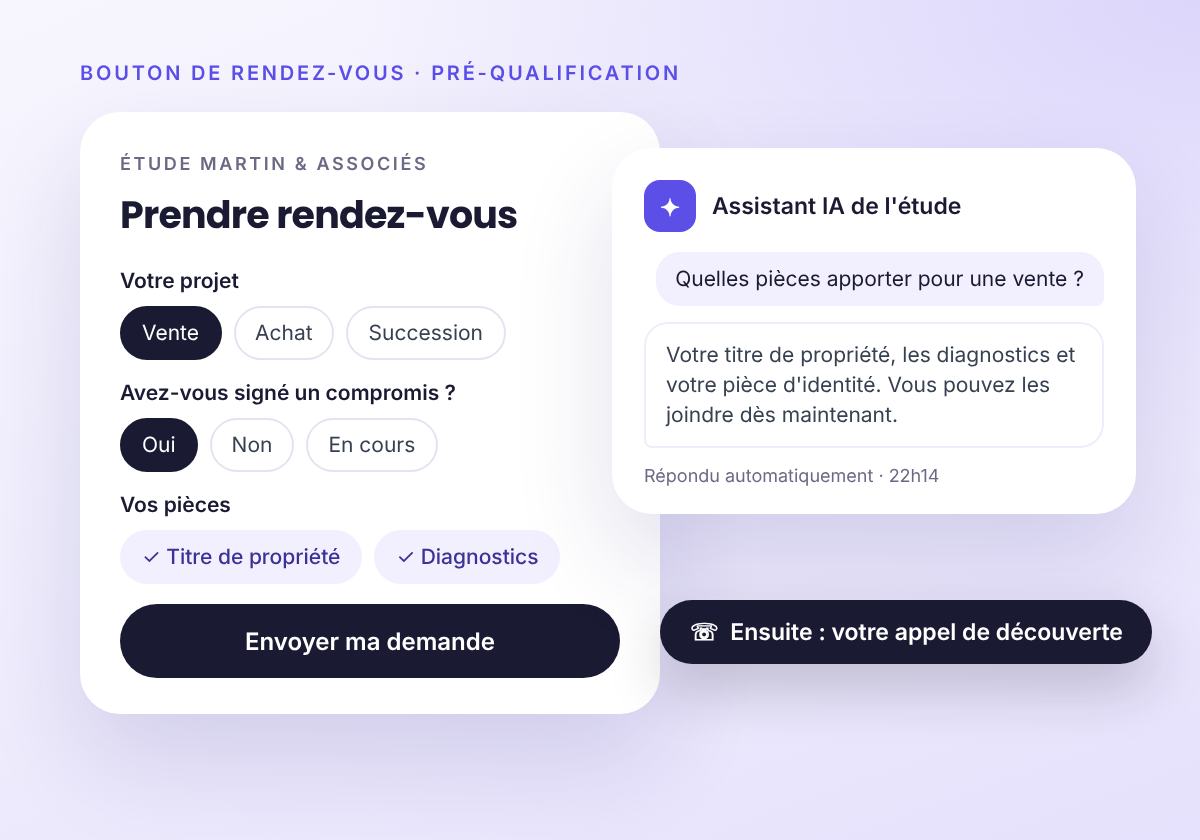 BOUTON DE RENDEZ-VOUS · PRÉ-QUALIFICATION
ÉTUDE MARTIN & ASSOCIÉS
Prendre rendez-vous
Votre projet
Vente Achat Succession
Avez-vous signé un compromis ?
Oui Non En cours
Vos pièces
✓ Titre de propriété ✓ Diagnostics
Envoyer ma demande
✦ Assistant IA de l'étude
Quelles pièces apporter pour une vente ?
Votre titre de propriété, les diagnostics et
votre pièce d'identité. Vous pouvez les
joindre dès maintenant.
Répondu automatiquement · 22h14
☏ Ensuite : votre appel de découverte